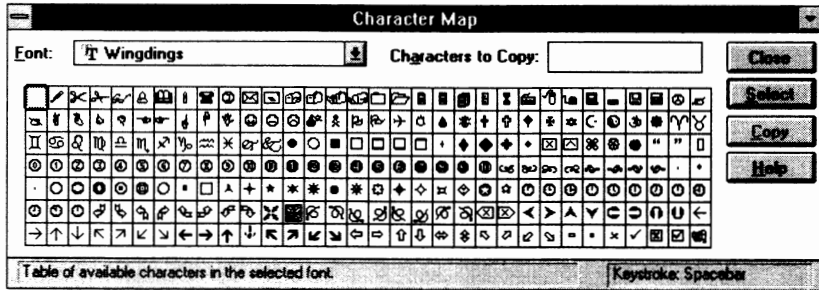 Character Map
Font: Wingdings Characters to Copy: Close
Select
Copy
Help
Table of available characters in the selected font. Keystroke: Spacebar